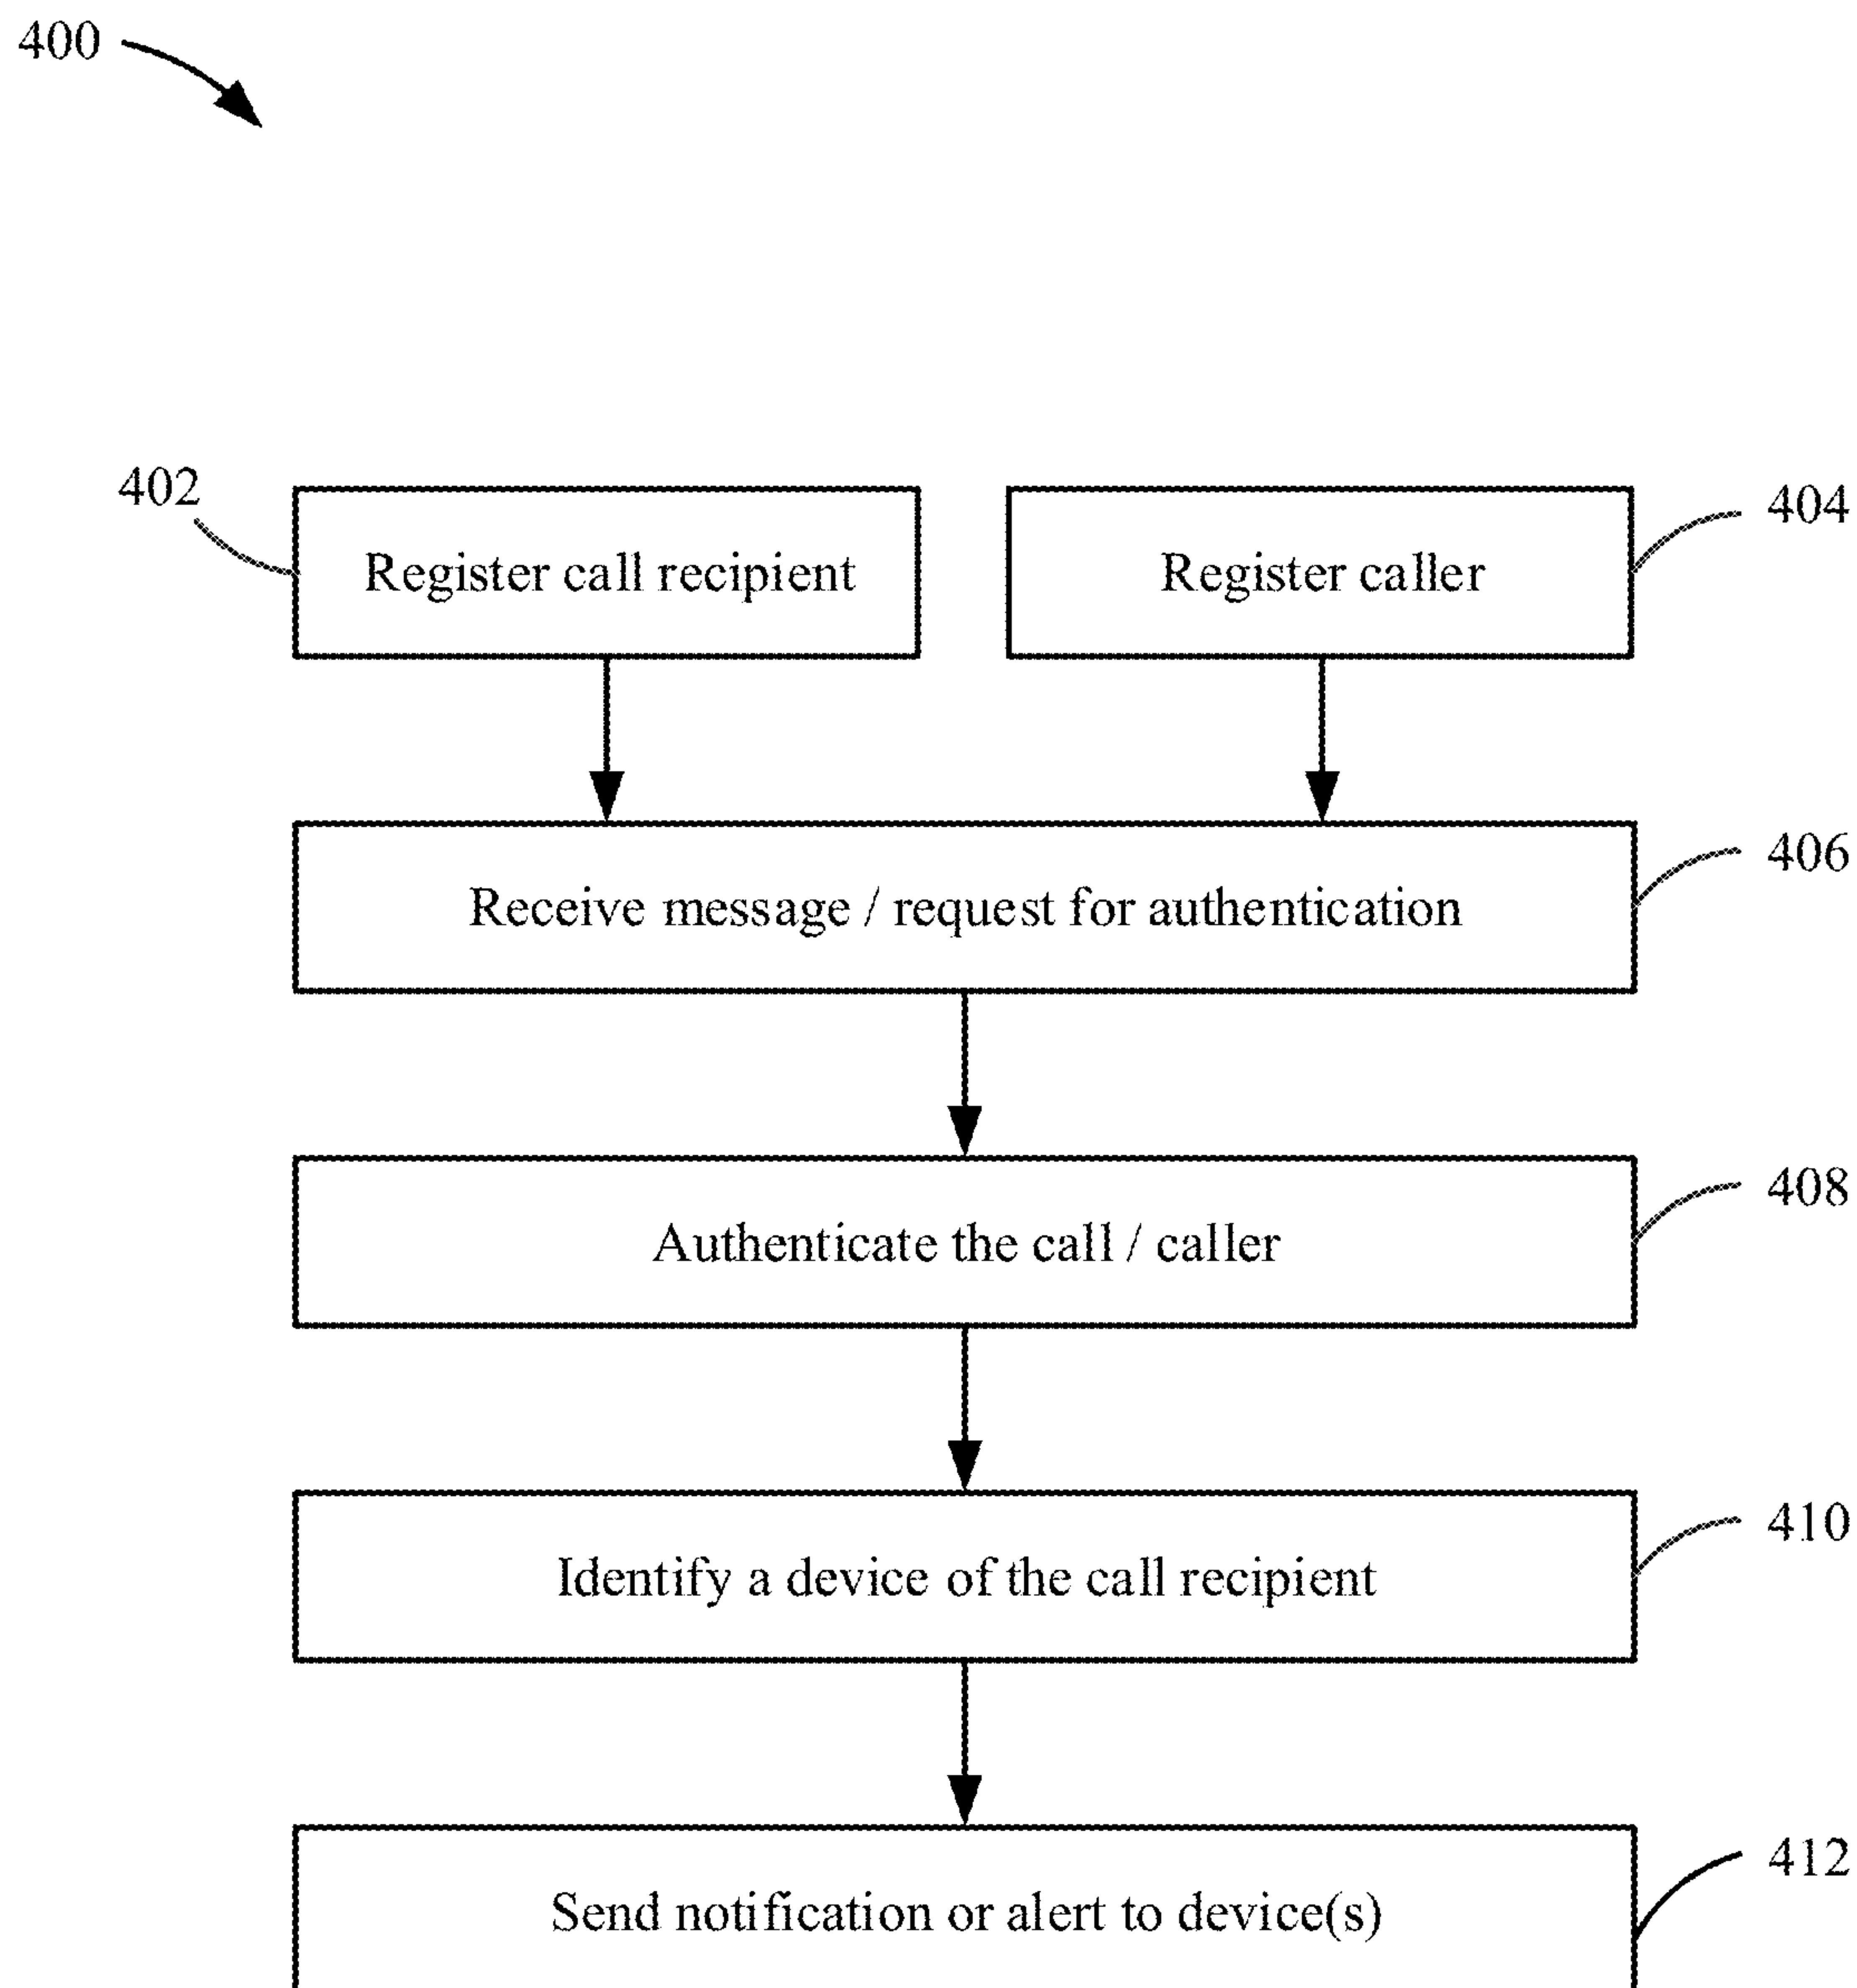 400
402
Register call recipient
Register caller
404
Receive message / request for authentication
406
Authenticate the call / caller
408
Identify a device of the call recipient
410
Send notification or alert to device(s)
412